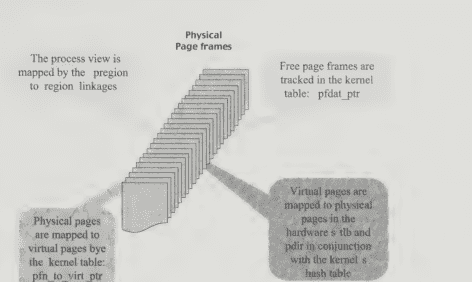 Physical
Page frames
The process view is
mapped by the pregion
to region linkages
Free page frames are
tracked in the kernel
table: pfdat_ptr
Physical pages
are mapped to
virtual pages bye
the kernel table:
pfn_to_virt_ptr
Virtual pages are
mapped to physical
pages in the
hardware s tlb and
pdir in conjunction
with the kernel s
hash table